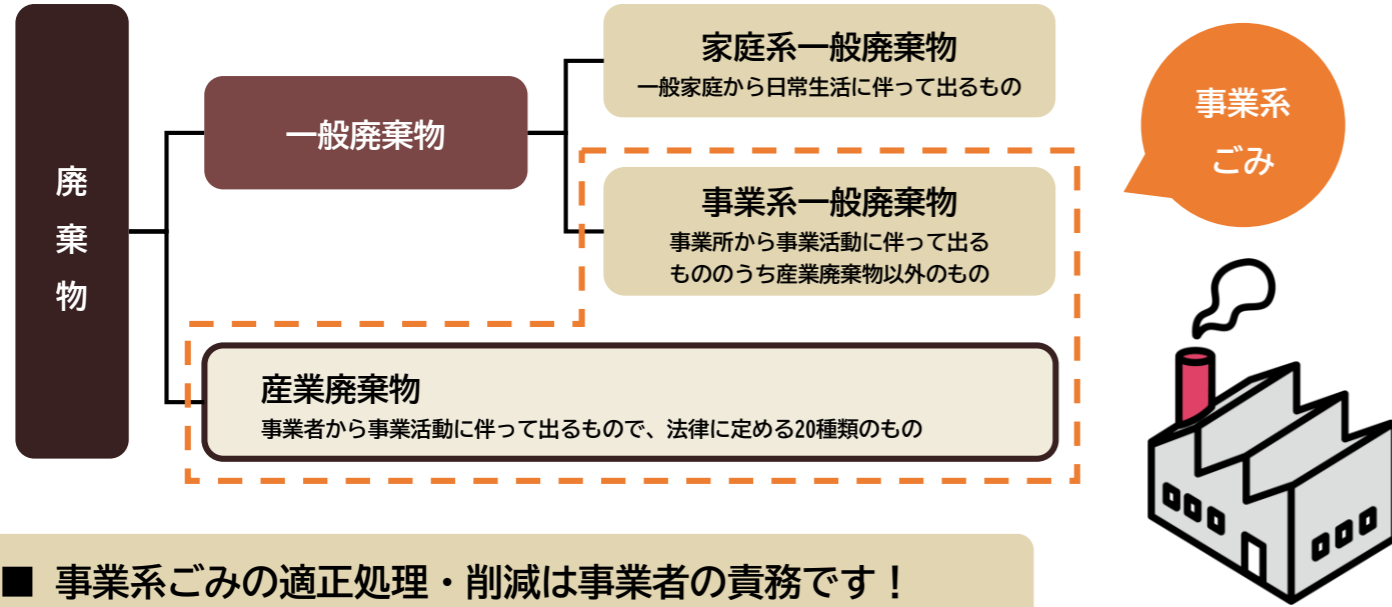 廃棄物
一般廃棄物
家庭系一般廃棄物
一般家庭から日常生活に伴って出るもの
事業系一般廃棄物
事業所から事業活動に伴って出る
もののうち産業廃棄物以外のもの
産業廃棄物
事業者から事業活動に伴って出るもので、法律に定める20種類のもの
事業系
ごみ
■ 事業系ごみの適正処理・削減は事業者の責務です！